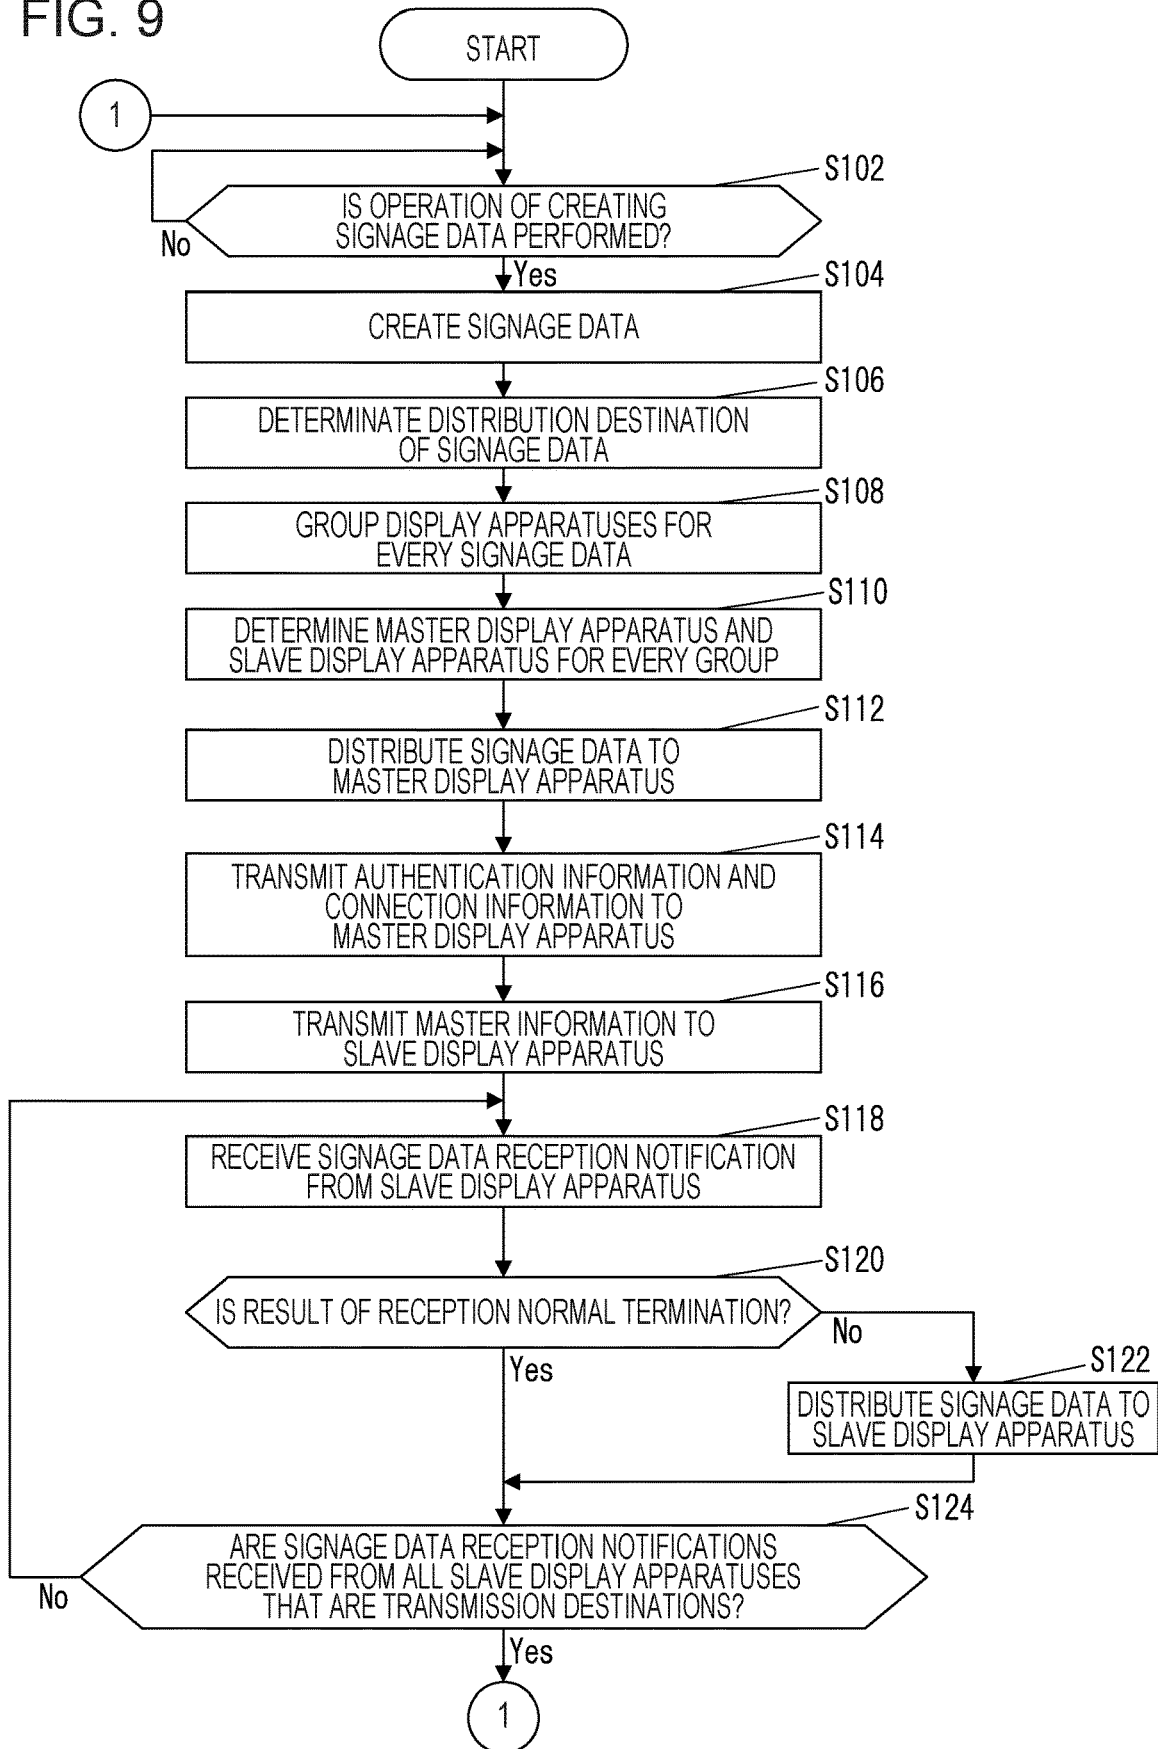 FIG. 9
START
1
S102
IS OPERATION OF CREATING
SIGNAGE DATA PERFORMED?
No
Yes
S104
CREATE SIGNAGE DATA
S106
DETERMINATE DISTRIBUTION DESTINATION
OF SIGNAGE DATA
S108
GROUP DISPLAY APPARATUSES FOR
EVERY SIGNAGE DATA
S110
DETERMINE MASTER DISPLAY APPARATUS AND
SLAVE DISPLAY APPARATUS FOR EVERY GROUP
S112
DISTRIBUTE SIGNAGE DATA TO
MASTER DISPLAY APPARATUS
S114
TRANSMIT AUTHENTICATION INFORMATION AND
CONNECTION INFORMATION TO
MASTER DISPLAY APPARATUS
S116
TRANSMIT MASTER INFORMATION TO
SLAVE DISPLAY APPARATUS
S118
RECEIVE SIGNAGE DATA RECEPTION NOTIFICATION
FROM SLAVE DISPLAY APPARATUS
S120
IS RESULT OF RECEPTION NORMAL TERMINATION?
No
Yes
S122
DISTRIBUTE SIGNAGE DATA TO
SLAVE DISPLAY APPARATUS
S124
ARE SIGNAGE DATA RECEPTION NOTIFICATIONS
RECEIVED FROM ALL SLAVE DISPLAY APPARATUSES
THAT ARE TRANSMISSION DESTINATIONS?
No
Yes
1